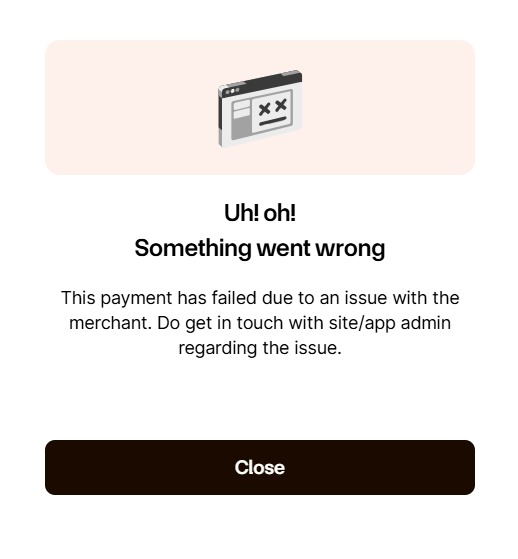 Uh! oh!
Something went wrong
This payment has failed due to an issue with the
merchant. Do get in touch with site/app admin
regarding the issue.
Close